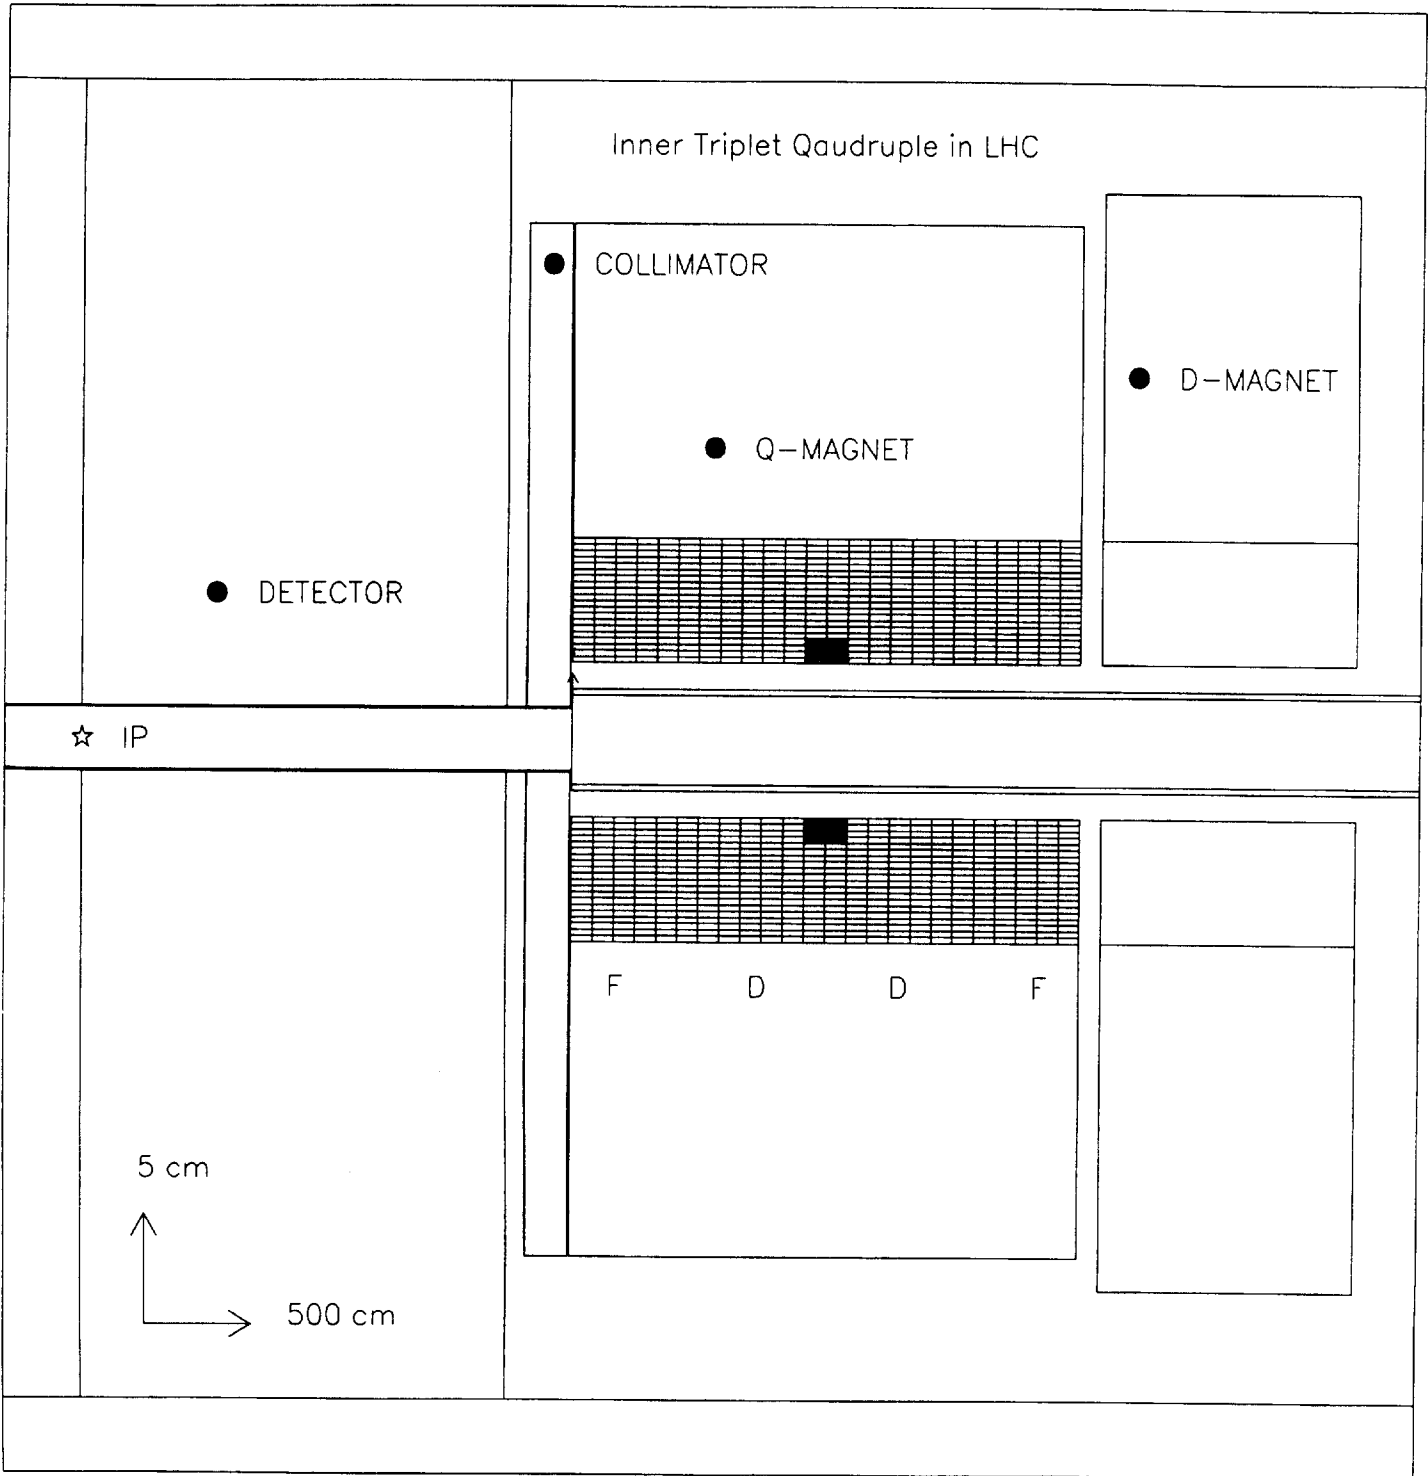 Inner Triplet Qaudruple in LHC
COLLIMATOR
D-MAGNET
Q-MAGNET
DETECTOR
IP
F D D F
5 cm
500 cm